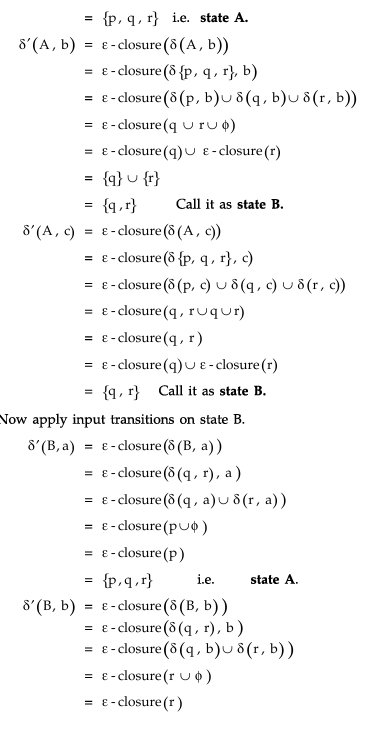 = {p, q, r} i.e. state A.
δ′(A, b) = ε-closure(δ(A, b))
= ε-closure(δ{p, q, r}, b)
= ε-closure(δ(p, b)∪ δ(q, b)∪ δ(r, b))
= ε-closure(q ∪ r∪ ϕ)
= ε-closure(q)∪ ε-closure(r)
= {q} ∪ {r}
= {q,r} Call it as state B.
δ′(A, c) = ε-closure(δ(A, c))
= ε-closure(δ{p, q, r}, c)
= ε-closure(δ(p, c) ∪ δ(q, c) ∪ δ(r, c))
= ε-closure(q, r∪q∪r)
= ε-closure(q, r)
= ε-closure(q)∪ ε-closure(r)
= {q, r} Call it as state B.
Now apply input transitions on state B.
δ′(B,a) = ε-closure(δ(B, a))
= ε-closure(δ(q, r), a)
= ε-closure(δ(q, a)∪ δ(r, a))
= ε-closure(p∪ϕ)
= ε-closure(p)
= {p,q,r} i.e. state A.
δ′(B, b) = ε-closure(δ(B, b))
= ε-closure(δ(q, r), b)
= ε-closure(δ(q, b)∪ δ(r, b))
= ε-closure(r ∪ ϕ)
= ε-closure(r)